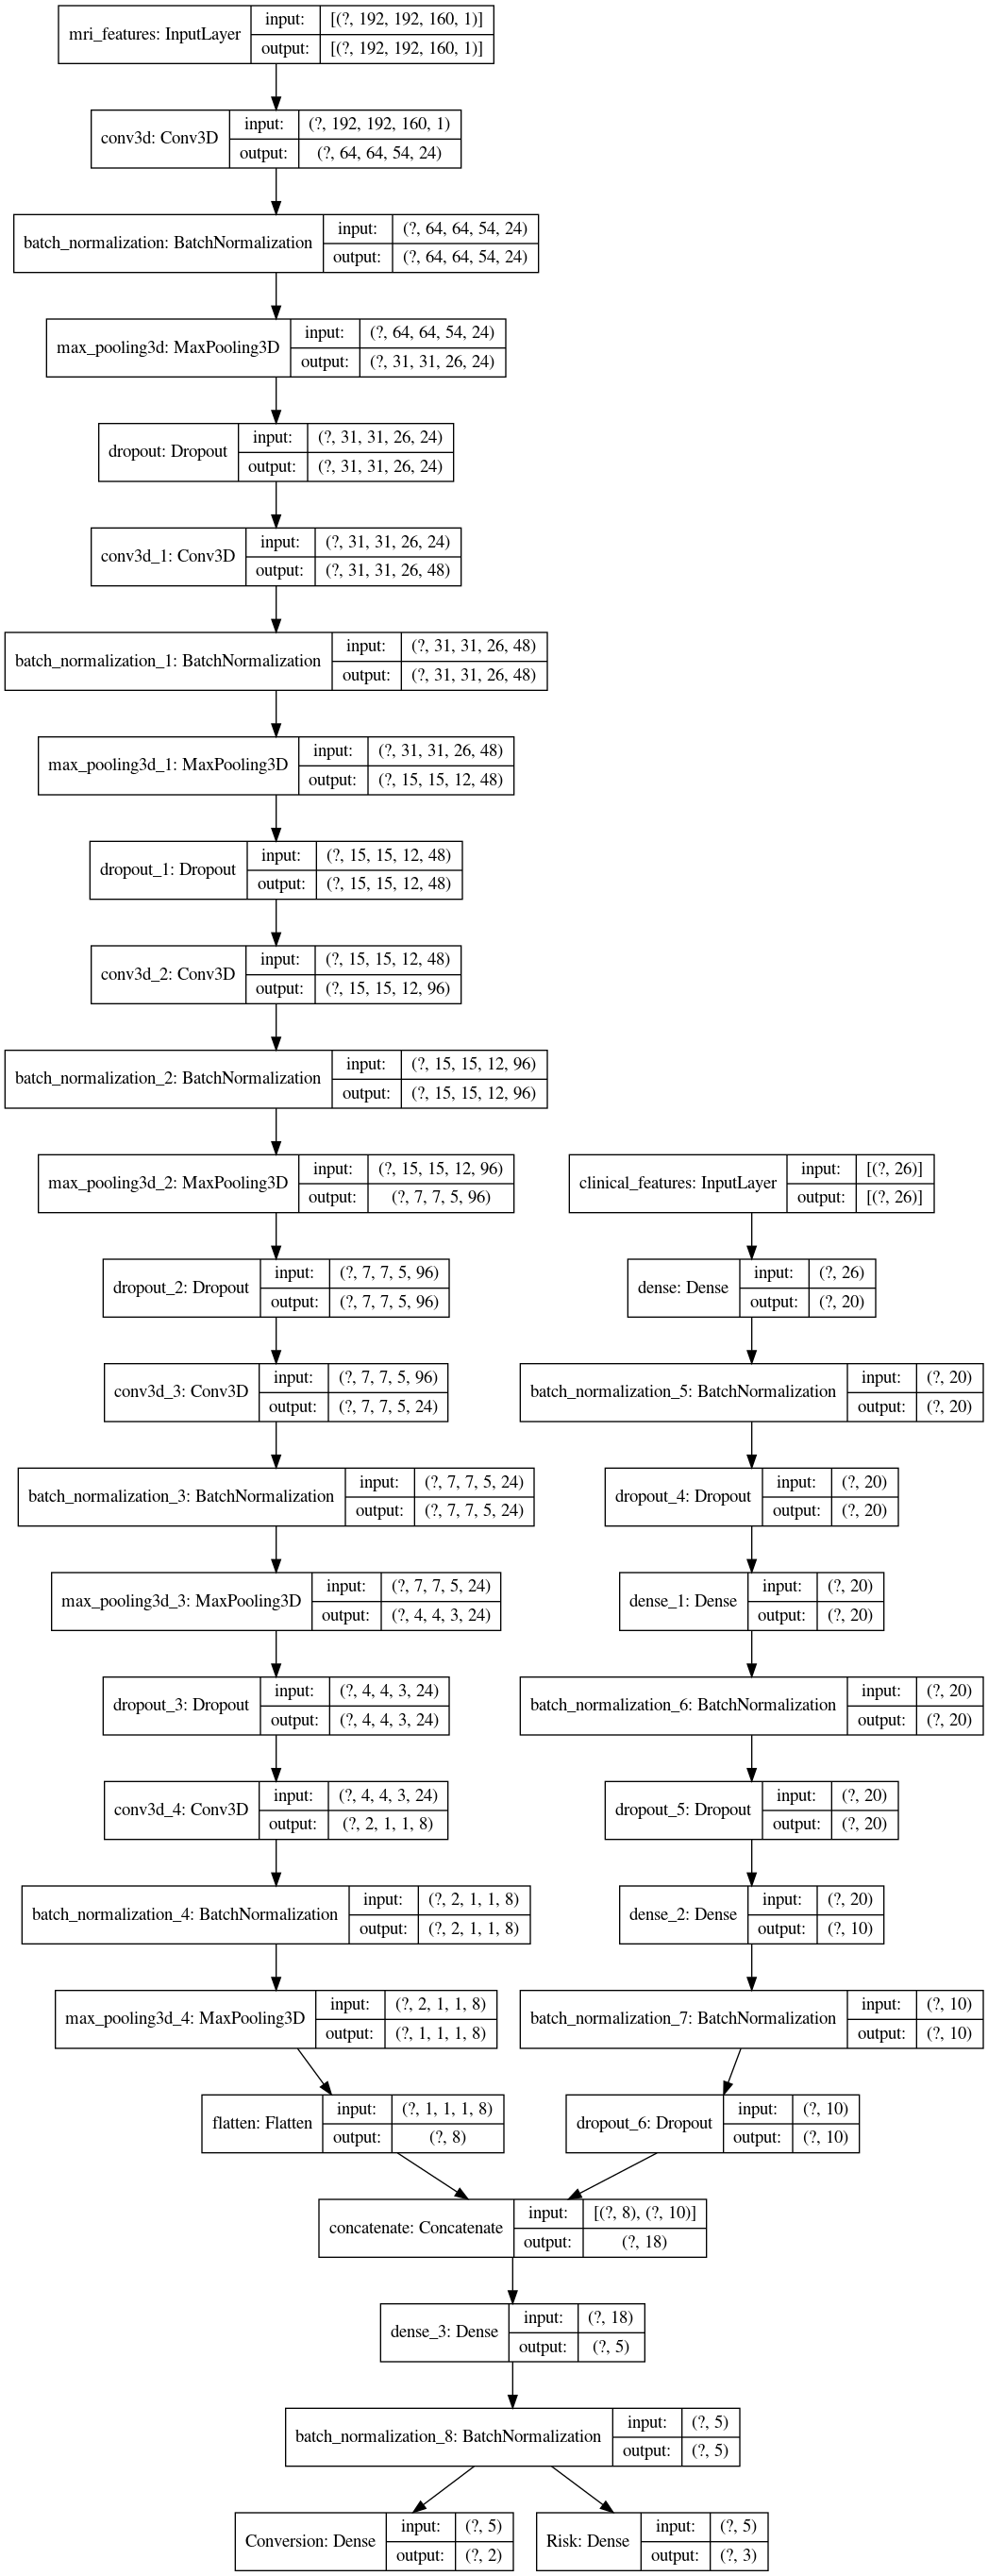 mri_features: InputLayer
input: [(?, 192, 192, 160, 1)]
output: [(?, 192, 192, 160, 1)]
conv3d: Conv3D
input: (?, 192, 192, 160, 1)
output: (?, 64, 64, 54, 24)
batch_normalization: BatchNormalization
input: (?, 64, 64, 54, 24)
output: (?, 64, 64, 54, 24)
max_pooling3d: MaxPooling3D
input: (?, 64, 64, 54, 24)
output: (?, 31, 31, 26, 24)
dropout: Dropout
input: (?, 31, 31, 26, 24)
output: (?, 31, 31, 26, 24)
conv3d_1: Conv3D
input: (?, 31, 31, 26, 24)
output: (?, 31, 31, 26, 48)
batch_normalization_1: BatchNormalization
input: (?, 31, 31, 26, 48)
output: (?, 31, 31, 26, 48)
max_pooling3d_1: MaxPooling3D
input: (?, 31, 31, 26, 48)
output: (?, 15, 15, 12, 48)
dropout_1: Dropout
input: (?, 15, 15, 12, 48)
output: (?, 15, 15, 12, 48)
conv3d_2: Conv3D
input: (?, 15, 15, 12, 48)
output: (?, 15, 15, 12, 96)
batch_normalization_2: BatchNormalization
input: (?, 15, 15, 12, 96)
output: (?, 15, 15, 12, 96)
max_pooling3d_2: MaxPooling3D
input: (?, 15, 15, 12, 96)
output: (?, 7, 7, 5, 96)
dropout_2: Dropout
input: (?, 7, 7, 5, 96)
output: (?, 7, 7, 5, 96)
conv3d_3: Conv3D
input: (?, 7, 7, 5, 96)
output: (?, 7, 7, 5, 24)
batch_normalization_3: BatchNormalization
input: (?, 7, 7, 5, 24)
output: (?, 7, 7, 5, 24)
max_pooling3d_3: MaxPooling3D
input: (?, 7, 7, 5, 24)
output: (?, 4, 4, 3, 24)
dropout_3: Dropout
input: (?, 4, 4, 3, 24)
output: (?, 4, 4, 3, 24)
conv3d_4: Conv3D
input: (?, 4, 4, 3, 24)
output: (?, 2, 1, 1, 8)
batch_normalization_4: BatchNormalization
input: (?, 2, 1, 1, 8)
output: (?, 2, 1, 1, 8)
max_pooling3d_4: MaxPooling3D
input: (?, 2, 1, 1, 8)
output: (?, 1, 1, 1, 8)
flatten: Flatten
input: (?, 1, 1, 1, 8)
output: (?, 8)
clinical_features: InputLayer
input: [(?, 26)]
output: [(?, 26)]
dense: Dense
input: (?, 26)
output: (?, 20)
batch_normalization_5: BatchNormalization
input: (?, 20)
output: (?, 20)
dropout_4: Dropout
input: (?, 20)
output: (?, 20)
dense_1: Dense
input: (?, 20)
output: (?, 20)
batch_normalization_6: BatchNormalization
input: (?, 20)
output: (?, 20)
dropout_5: Dropout
input: (?, 20)
output: (?, 20)
dense_2: Dense
input: (?, 20)
output: (?, 10)
batch_normalization_7: BatchNormalization
input: (?, 10)
output: (?, 10)
dropout_6: Dropout
input: (?, 10)
output: (?, 10)
concatenate: Concatenate
input: [(?, 8), (?, 10)]
output: (?, 18)
dense_3: Dense
input: (?, 18)
output: (?, 5)
batch_normalization_8: BatchNormalization
input: (?, 5)
output: (?, 5)
Conversion: Dense
input: (?, 5)
output: (?, 2)
Risk: Dense
input: (?, 5)
output: (?, 3)